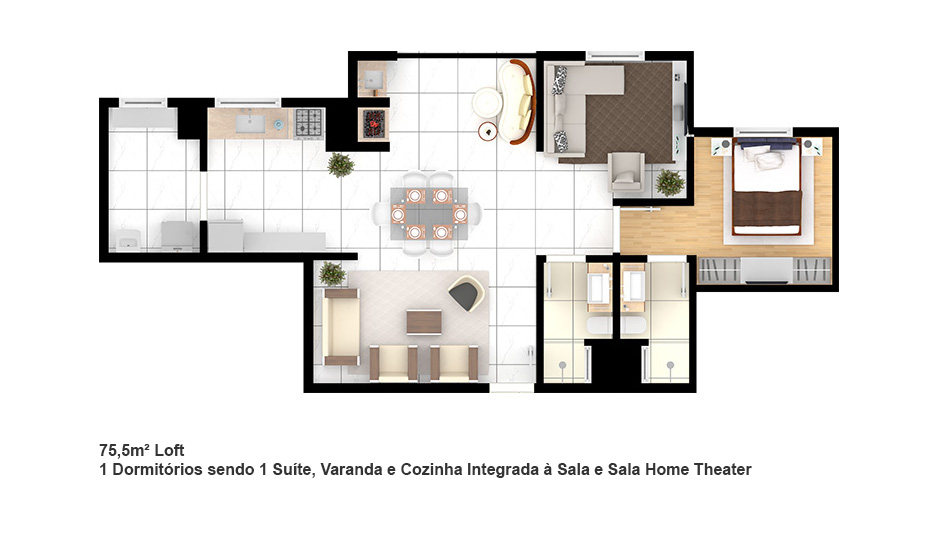 75,5m² Loft
1 Dormitórios sendo 1 Suíte, Varanda e Cozinha Integrada à Sala e Sala Home Theater